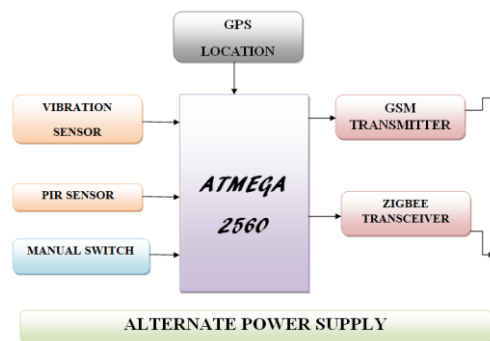 GPS
LOCATION
VIBRATION
SENSOR
PIR SENSOR
MANUAL SWITCH
ATMEGA
2560
GSM
TRANSMITTER
ZIGBEE
TRANSCEIVER
ALTERNATE POWER SUPPLY